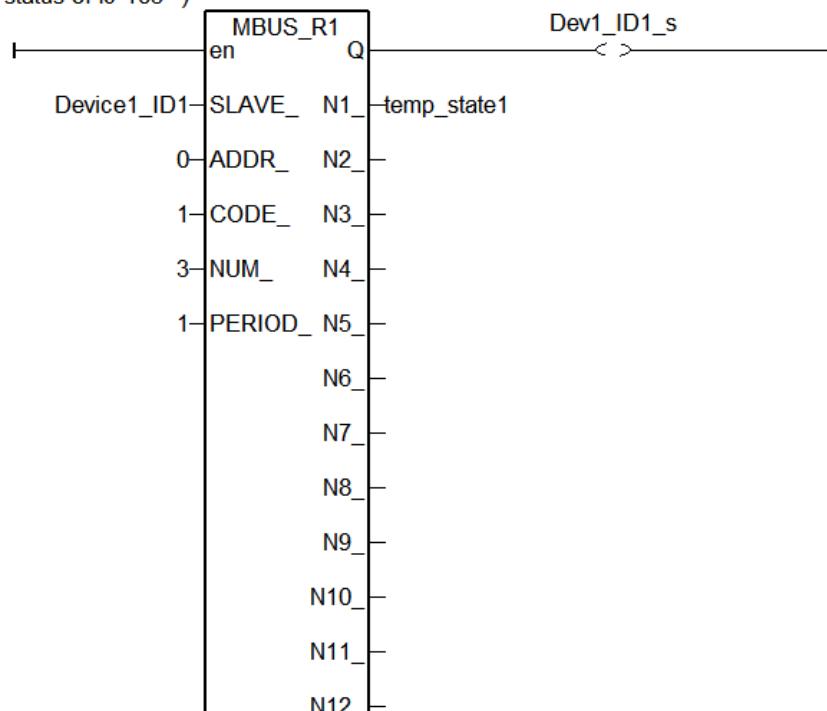 MBUS_R1
Dev1_ID1_s
en Q
Device1_ID1 SLAVE_ N1_ temp_state1
0 ADDR_ N2_
1 CODE_ N3_
3 NUM_ N4_
1 PERIOD_ N5_
N6_
N7_
N8_
N9_
N10_
N11_
N12_